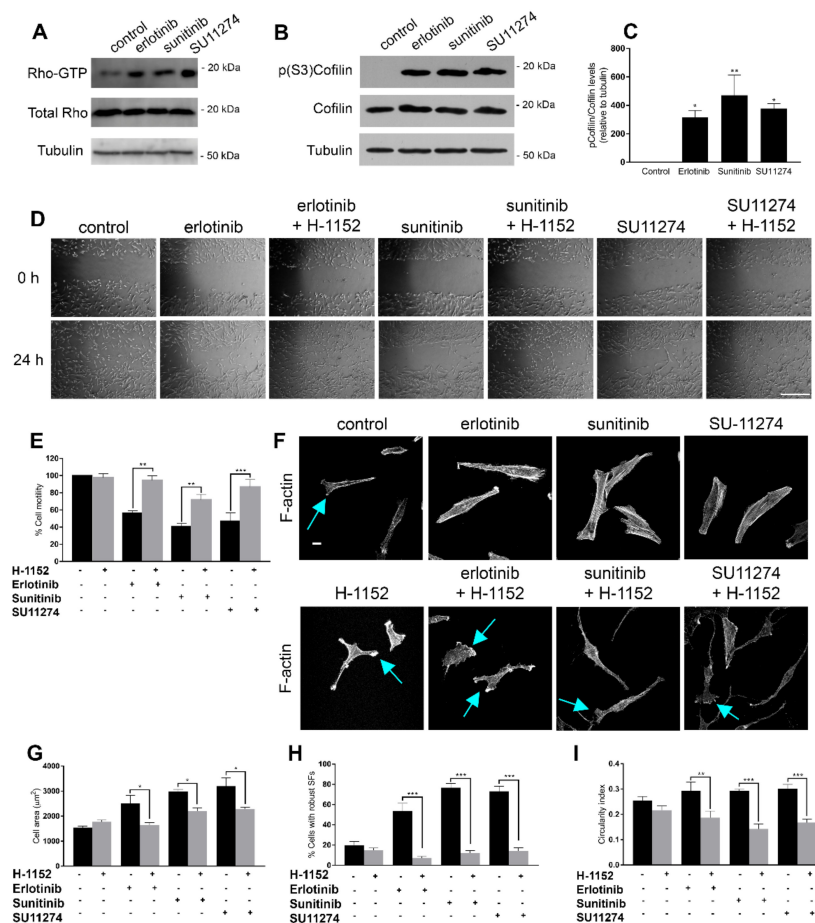 A
control
erlotinib
sunitinib
SU11274
Rho-GTP
- 20 kDa
Total Rho
- 20 kDa
Tubulin
- 50 kDa
B
control
erlotinib
sunitinib
SU11274
p(S3)Cofilin
- 20 kDa
Cofilin
- 20 kDa
Tubulin
- 50 kDa
C
pCofilin/Cofilin levels
(relative to tubulin)
800
600
400
200
0
*
**
*
Control Erlotinib Sunitinib SU11274
D
control
erlotinib
erlotinib
+ H-1152
sunitinib
sunitinib
+ H-1152
SU11274
SU11274
+ H-1152
0 h
24 h
E
% Cell motility
120
100
80
60
40
20
0
**
**
***
H-1152 - + - + - + - +
Erlotinib - +
Sunitinib - +
SU11274 - +
F
control
erlotinib
sunitinib
SU-11274
F-actin
H-1152
erlotinib
+ H-1152
sunitinib
+ H-1152
SU11274
+ H-1152
F-actin
G
Cell area (μm²)
4000
3000
2000
1000
0
*
*
*
H-1152 - + - + - + - +
Erlotinib + +
Sunitinib + +
SU11274 + +
H
% Cells with robust SFs
100
80
60
40
20
0
***
***
***
H-1152 - + - + - + - +
Erlotinib + +
Sunitinib + +
SU11274 + +
I
Circularity index
0.4
0.3
0.2
0.1
0.0
**
***
***
H-1152 - + - + - + - +
Erlotinib + +
Sunitinib + +
SU11274 + +